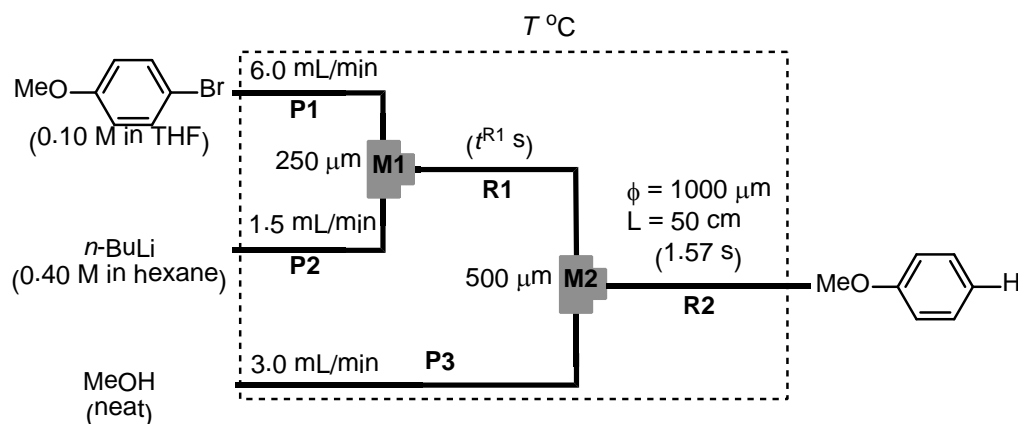 T °C
MeO
Br
(0.10 M in THF)
6.0 mL/min
P1
250 μm
M1
(tR1 s)
R1
1.5 mL/min
P2
n-BuLi
(0.40 M in hexane)
ϕ = 1000 μm
L = 50 cm
(1.57 s)
500 μm
M2
R2
MeO
H
3.0 mL/min
P3
MeOH
(neat)